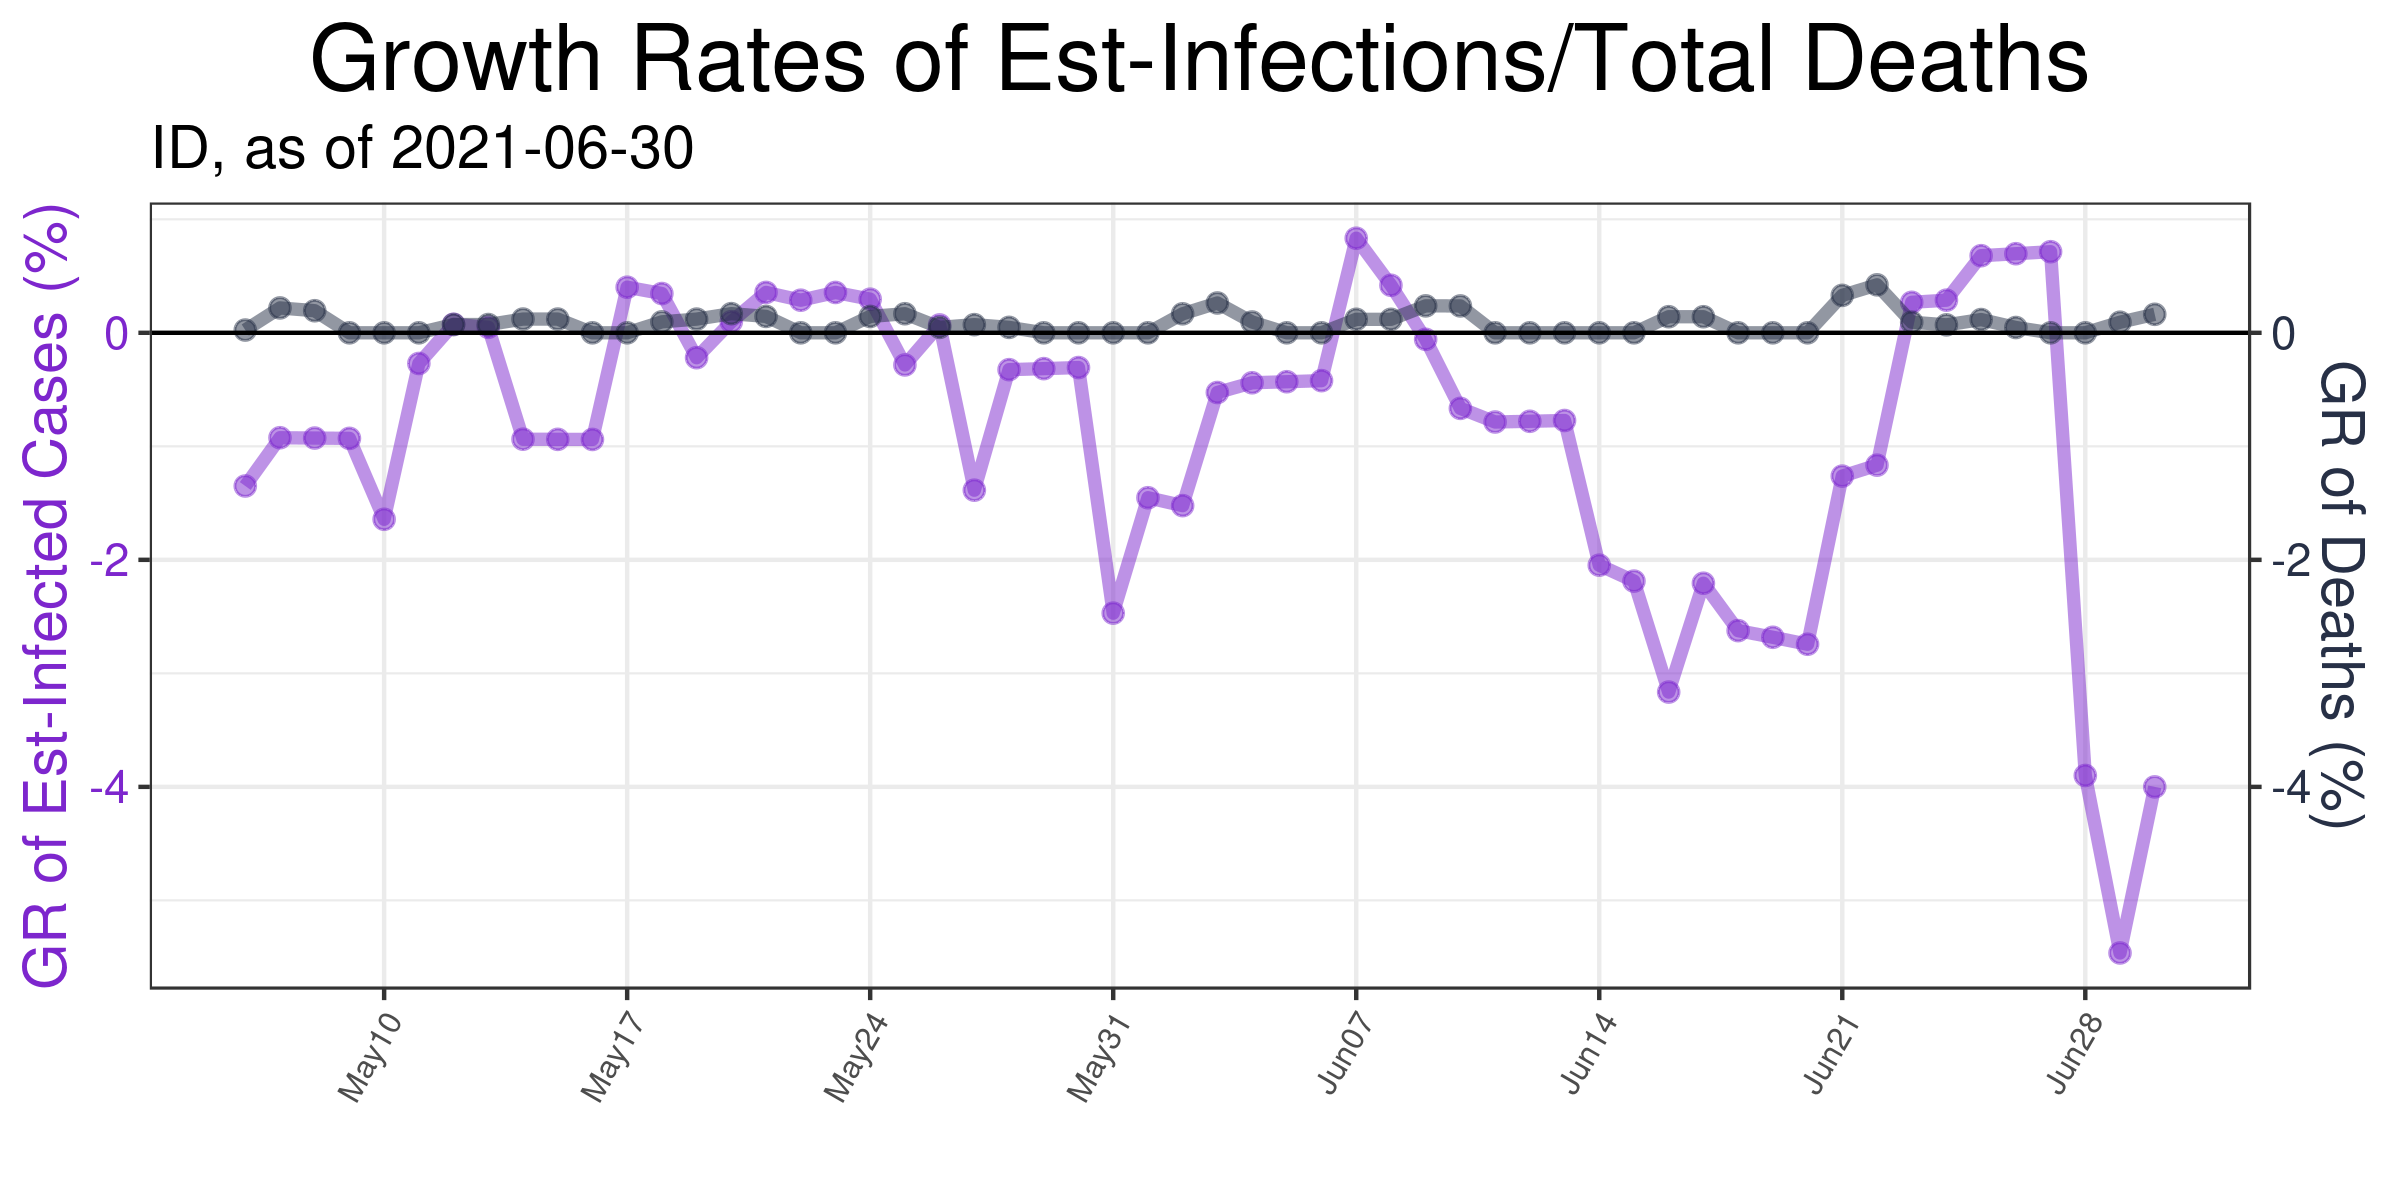 Growth Rates of Est-Infections/Total Deaths
ID, as of 2021-06-30
GR of Est-Infected Cases (%)
0
-2
-4
0
-2
-4
GR of Deaths (%)
May10
May17
May24
May31
Jun07
Jun14
Jun21
Jun28